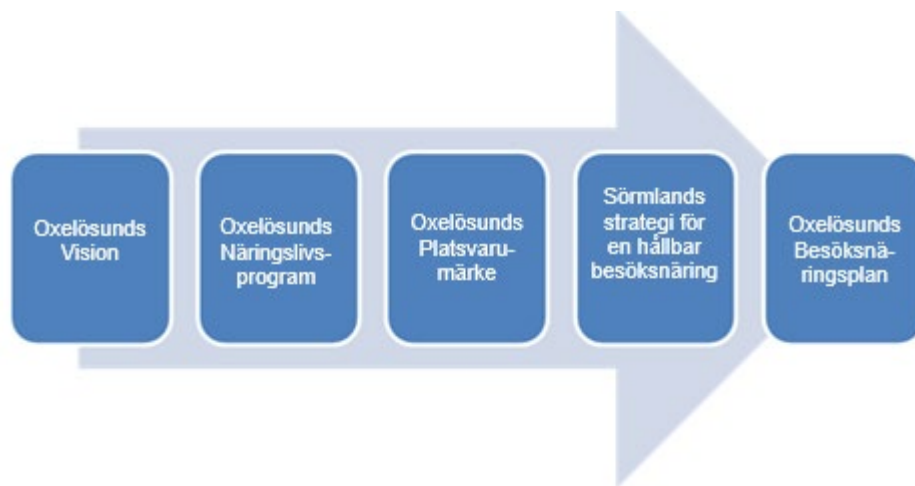 Oxelösunds
Vision
Oxelösunds
Näringslivs-
program
Oxelösunds
Platsvaru-
märke
Sörmlands
strategi för
en hållbar
besöksnäring
Oxelösunds
Besöksnä-
ringsplan